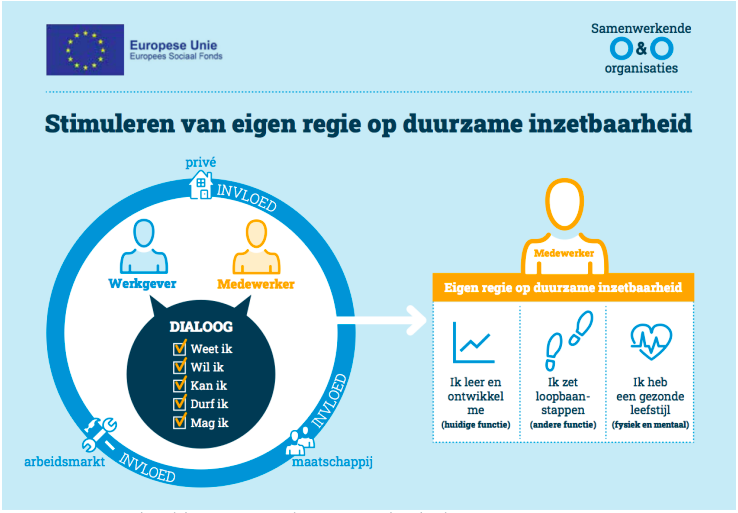 Europese Unie
Europees Sociaal Fonds
Samenwerkende
O&O
organisaties
Stimuleren van eigen regie op duurzame inzetbaarheid
privé
INVLOED
Werkgever
Medewerker
DIALOOG
Weet ik
Wil ik
Kan ik
Durf ik
Mag ik
INVLOED
arbeidsmarkt
INVLOED
maatschappij
Medewerker
Eigen regie op duurzame inzetbaarheid
Ik leer en
ontwikkel
me
(huidige functie)
Ik zet
loopbaan-
stappen
(andere functie)
Ik heb
een gezonde
leefstijl
(fysiek en mentaal)